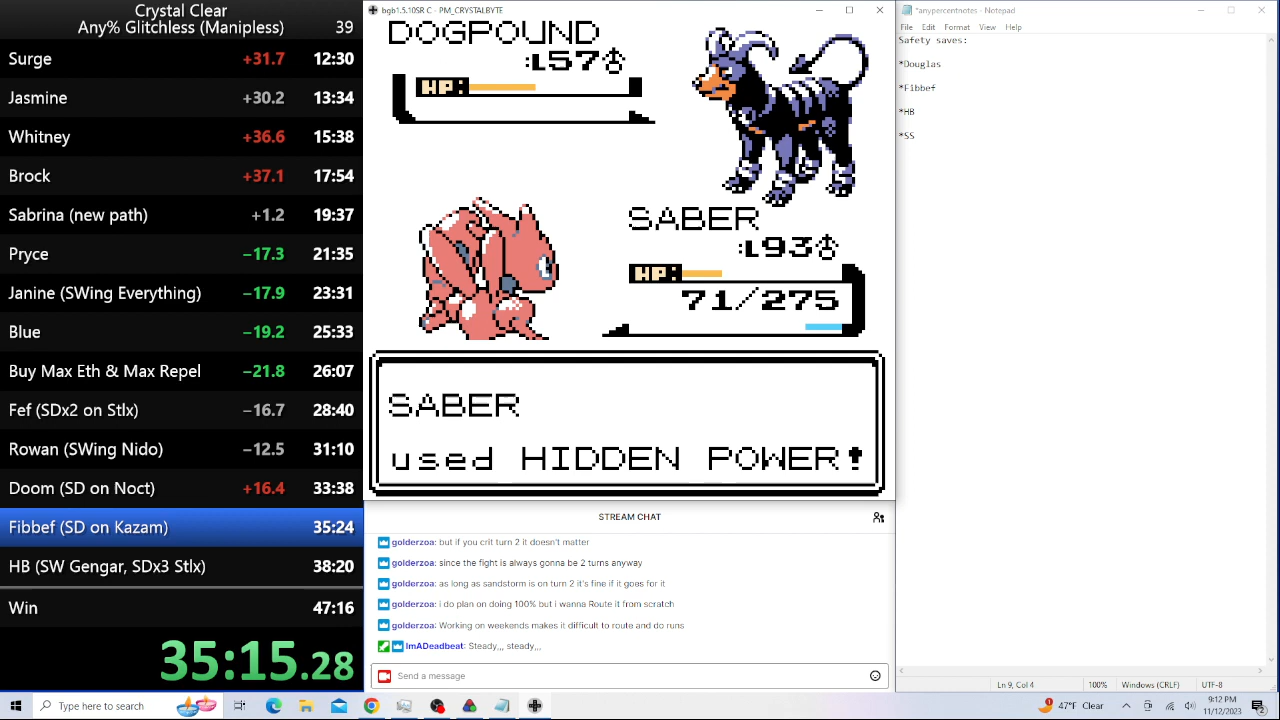 Crystal Clear
Any% Glitchless (Manipless) 39
Surge +31.7 12:30
+30.2 13:34
Whitney +36.6 15:38
Brock +37.1 17:54
+1.2 19:37
Pryce −17.3 21:35
Janine (SWing Everything) −17.9 23:31
Blue −19.2 25:33
Buy Max Eth & Max Repel −21.8 26:07
Fef (SDx2 on Stlx) −16.7 28:40
Rowan (SWing Nido) −12.5 31:10
Doom (SD on Noct) +16.4 33:38
Fibbef (SD on Kazam) 35:24
HB (SW Gengar, SDx3 Stlx) 38:20
Win 47:16
35:15.28
bgb1.5.10SR C - PM_CRYSTALBYTE
DOGPOUND
:L57♂
HP:
SABER
:L93♂
HP:
71/275
SABER
used HIDDEN POWER!
STREAM CHAT
golderzoa: but if you crit turn 2 it doesn't matter
golderzoa: since the fight is always gonna be 2 turns anyway
golderzoa: as long as sandstorm is on turn 2 it's fine if it goes for it
golderzoa: i do plan on doing 100% but i wanna Route it from scratch
golderzoa: Working on weekends makes it difficult to route and do runs
ImADeadbeat: Steady,,, steady,,,
Send a message
*anypercentnotes - Notepad
File Edit Format View Help
Safety saves:
*Douglas
*Fibbef
*HB
*SS
Ln 9, Col 4 100% Windows (CRLF) UTF-8
Type here to search
47°F Clear
9:12 PM
11/12/2023
2